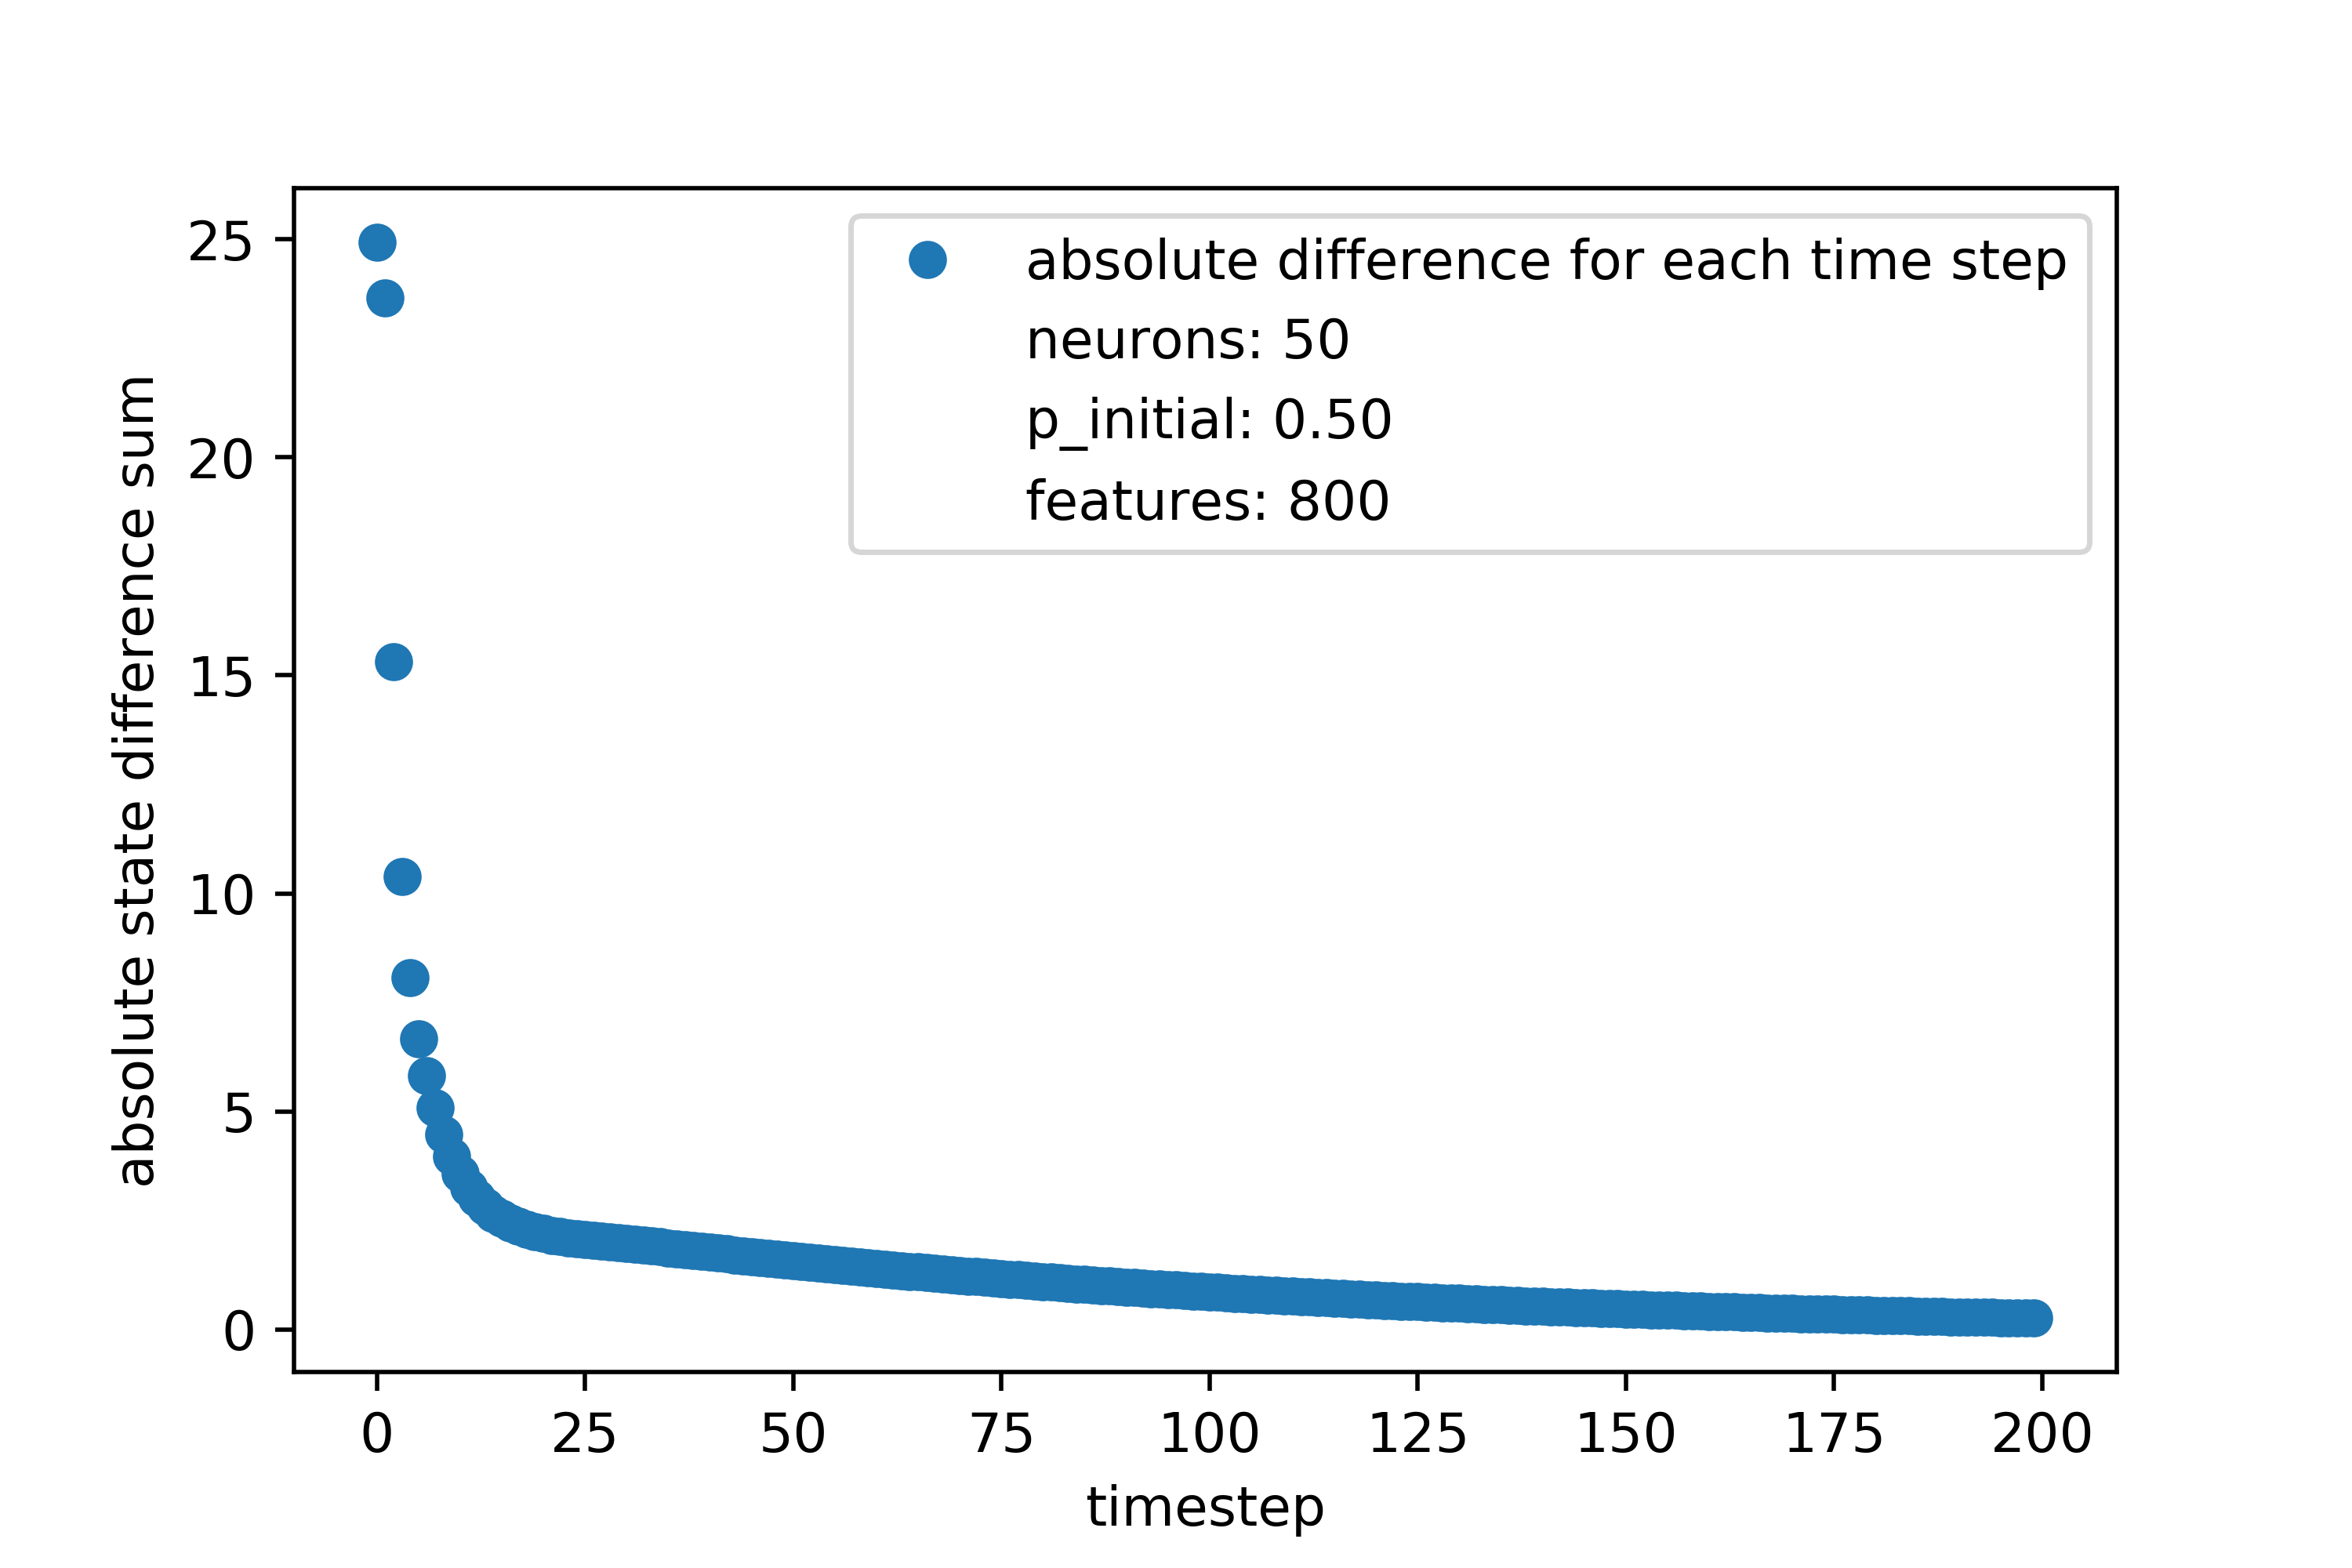 absolute difference for each time step
neurons: 50
p_initial: 0.50
features: 800
absolute state difference sum
25
20
15
10
5
0
0 25 50 75 100 125 150 175 200
timestep